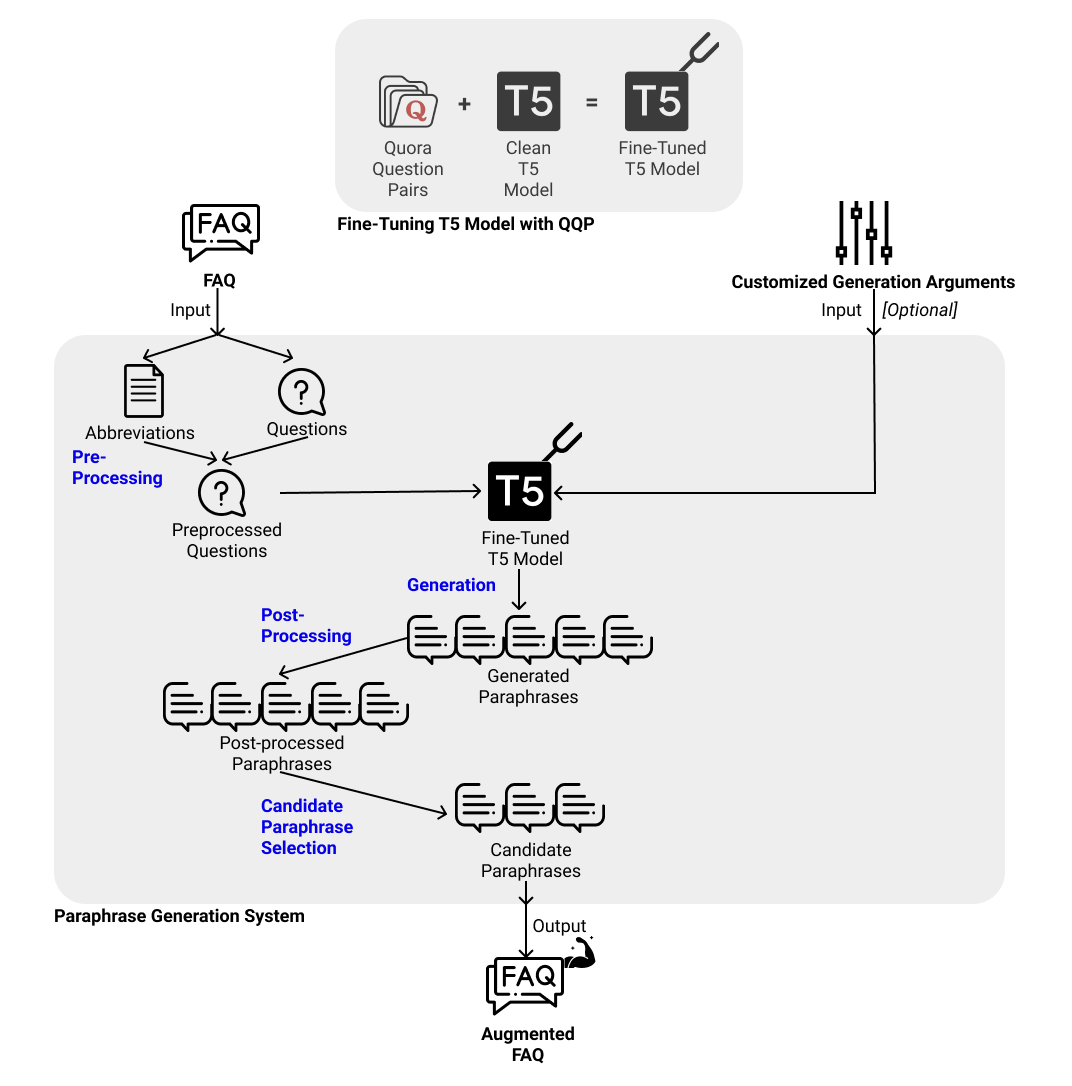 Q
+
T5
=
T5
Quora
Question
Pairs
Clean
T5
Model
Fine-Tuned
T5 Model
Fine-Tuning T5 Model with QQP
FAQ
FAQ
Input
Customized Generation Arguments
Input
[Optional]
?
Abbreviations
Questions
Pre-
Processing
?
Preprocessed
Questions
T5
Fine-Tuned
T5 Model
Generation
Post-
Processing
Generated
Paraphrases
Post-processed
Paraphrases
Candidate
Paraphrase
Selection
Candidate
Paraphrases
Paraphrase Generation System
Output
FAQ
Augmented
FAQ